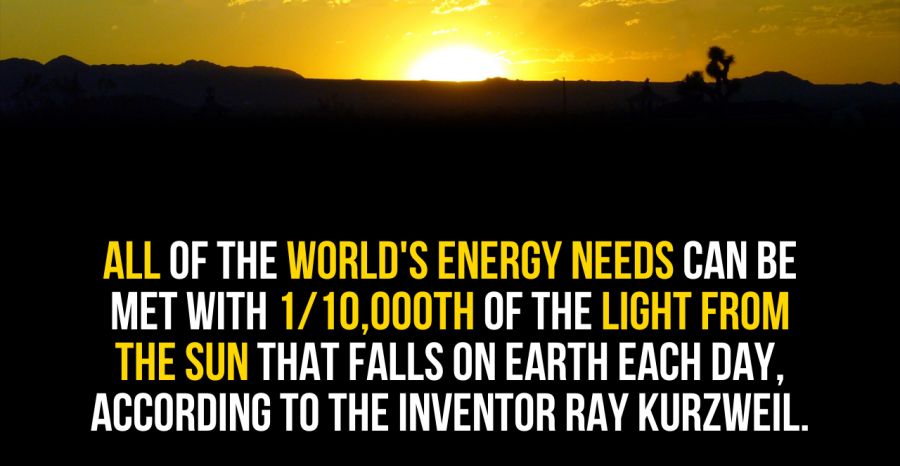 ALL OF THE WORLD'S ENERGY NEEDS CAN BE
MET WITH 1/10,000TH OF THE LIGHT FROM
THE SUN THAT FALLS ON EARTH EACH DAY,
ACCORDING TO THE INVENTOR RAY KURZWEIL.